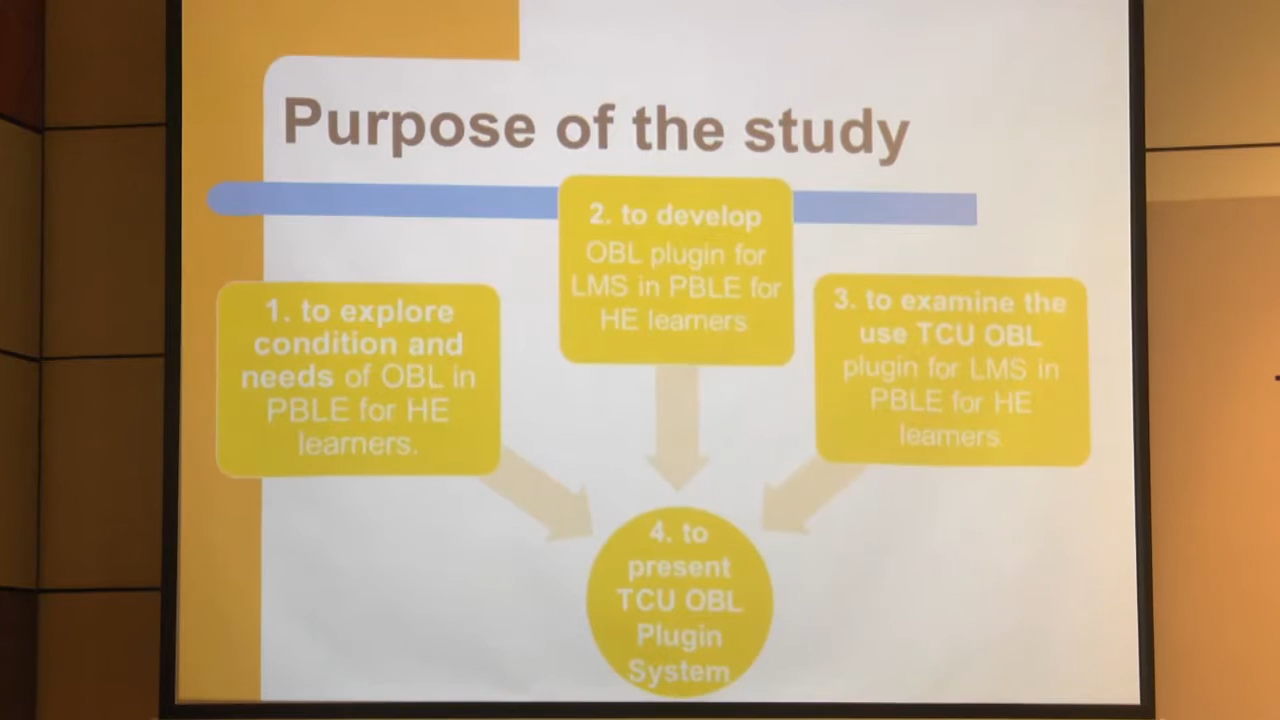 Purpose of the study
1. to explore
condition and
needs of OBL in
PBLE for HE
learners.
2. to develop
OBL plugin for
LMS in PBLE for
HE learners
3. to examine the
use TCU OBL
plugin for LMS in
PBLE for HE
learners
4. to
present
TCU OBL
Plugin
System